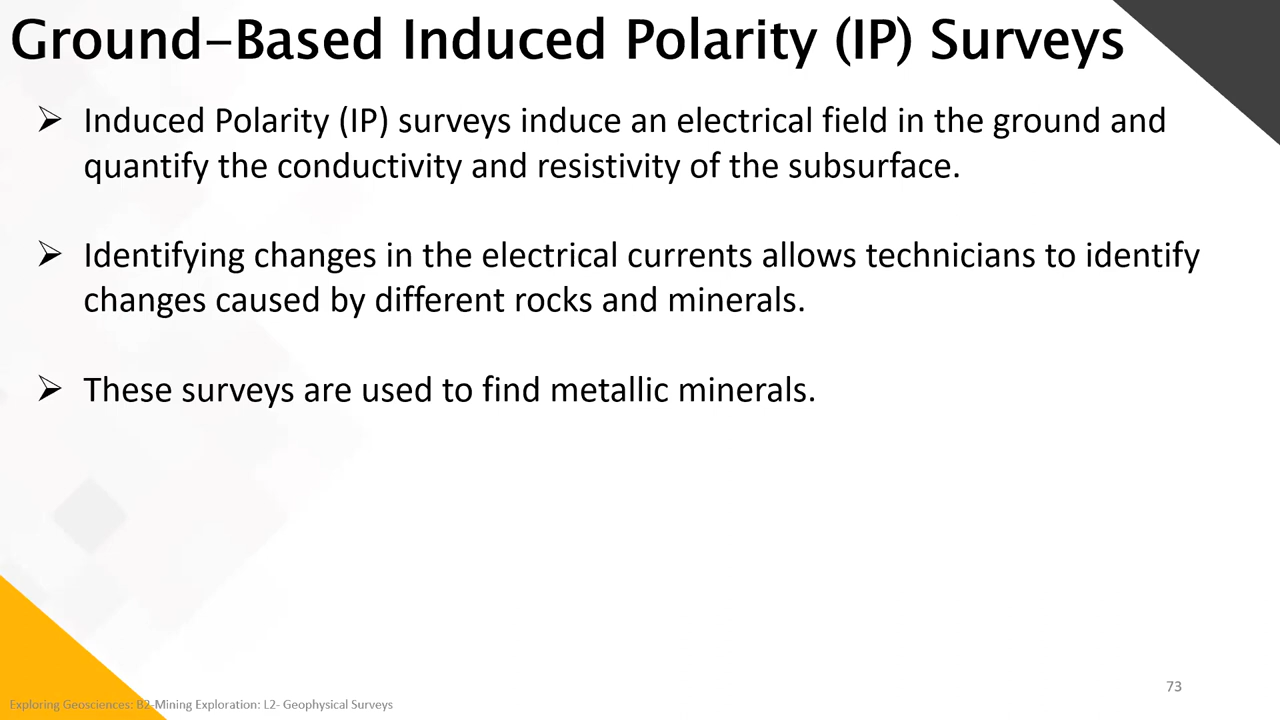 Ground-Based Induced Polarity (IP) Surveys
➢ Induced Polarity (IP) surveys induce an electrical field in the ground and
quantify the conductivity and resistivity of the subsurface.
➢ Identifying changes in the electrical currents allows technicians to identify
changes caused by different rocks and minerals.
➢ These surveys are used to find metallic minerals.
73
Exploring Geosciences: B2-Mining Exploration: L2- Geophysical Surveys